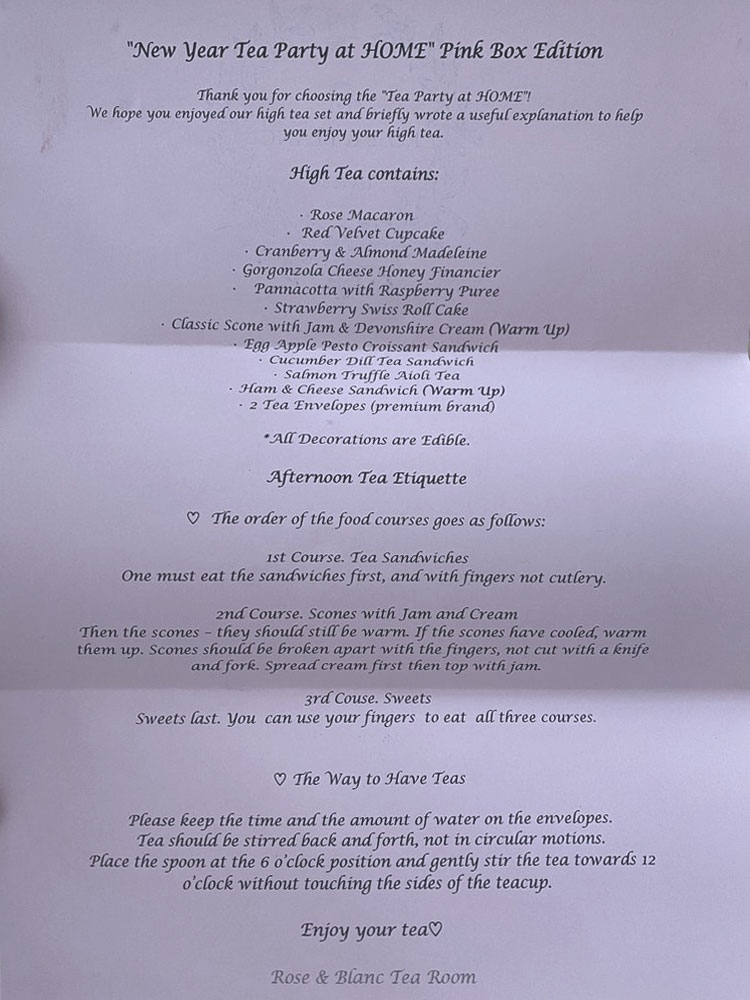 "New Year Tea Party at HOME" Pink Box Edition
Thank you for choosing the "Tea Party at HOME"!
We hope you enjoyed our high tea set and briefly wrote a useful explanation to help
you enjoy your high tea.
High Tea contains:
· Rose Macaron
· Red Velvet Cupcake
· Cranberry & Almond Madeleine
· Gorgonzola Cheese Honey Financier
· Pannacotta with Raspberry Puree
· Strawberry Swiss Roll Cake
· Classic Scone with Jam & Devonshire Cream (Warm Up)
· Egg Apple Pesto Croissant Sandwich
· Cucumber Dill Tea Sandwich
· Salmon Truffle Aioli Tea
· Ham & Cheese Sandwich (Warm Up)
· 2 Tea Envelopes (premium brand)
*All Decorations are Edible.
Afternoon Tea Etiquette
♡ The order of the food courses goes as follows:
1st Course. Tea Sandwiches
One must eat the sandwiches first, and with fingers not cutlery.
2nd Course. Scones with Jam and Cream
Then the scones – they should still be warm. If the scones have cooled, warm
them up. Scones should be broken apart with the fingers, not cut with a knife
and fork. Spread cream first then top with jam.
3rd Couse. Sweets
Sweets last. You can use your fingers to eat all three courses.
♡ The Way to Have Teas
Please keep the time and the amount of water on the envelopes.
Tea should be stirred back and forth, not in circular motions.
Place the spoon at the 6 o'clock position and gently stir the tea towards 12
o'clock without touching the sides of the teacup.
Enjoy your tea♡
Rose & Blanc Tea Room